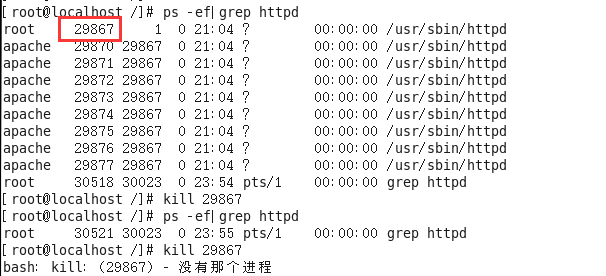 [root@localhost /]# ps -ef|grep httpd
root     29867     1  0 21:04 ?        00:00:00 /usr/sbin/httpd
apache   29870 29867  0 21:04 ?        00:00:00 /usr/sbin/httpd
apache   29871 29867  0 21:04 ?        00:00:00 /usr/sbin/httpd
apache   29872 29867  0 21:04 ?        00:00:00 /usr/sbin/httpd
apache   29873 29867  0 21:04 ?        00:00:00 /usr/sbin/httpd
apache   29874 29867  0 21:04 ?        00:00:00 /usr/sbin/httpd
apache   29875 29867  0 21:04 ?        00:00:00 /usr/sbin/httpd
apache   29876 29867  0 21:04 ?        00:00:00 /usr/sbin/httpd
apache   29877 29867  0 21:04 ?        00:00:00 /usr/sbin/httpd
root     30518 30023  0 23:54 pts/1    00:00:00 grep httpd
[root@localhost /]# kill 29867
[root@localhost /]# ps -ef|grep httpd
root     30521 30023  0 23:55 pts/1    00:00:00 grep httpd
[root@localhost /]# kill 29867
bash: kill: (29867) - 没有那个进程